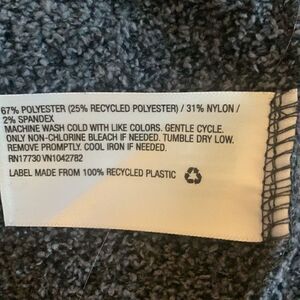 67% POLYESTER (25% RECYCLED POLYESTER) / 31% NYLON /
2% SPANDEX
MACHINE WASH COLD WITH LIKE COLORS. GENTLE CYCLE.
ONLY NON-CHLORINE BLEACH IF NEEDED. TUMBLE DRY LOW.
REMOVE PROMPTLY. COOL IRON IF NEEDED.
RN17730 VN1042782
LABEL MADE FROM 100% RECYCLED PLASTIC